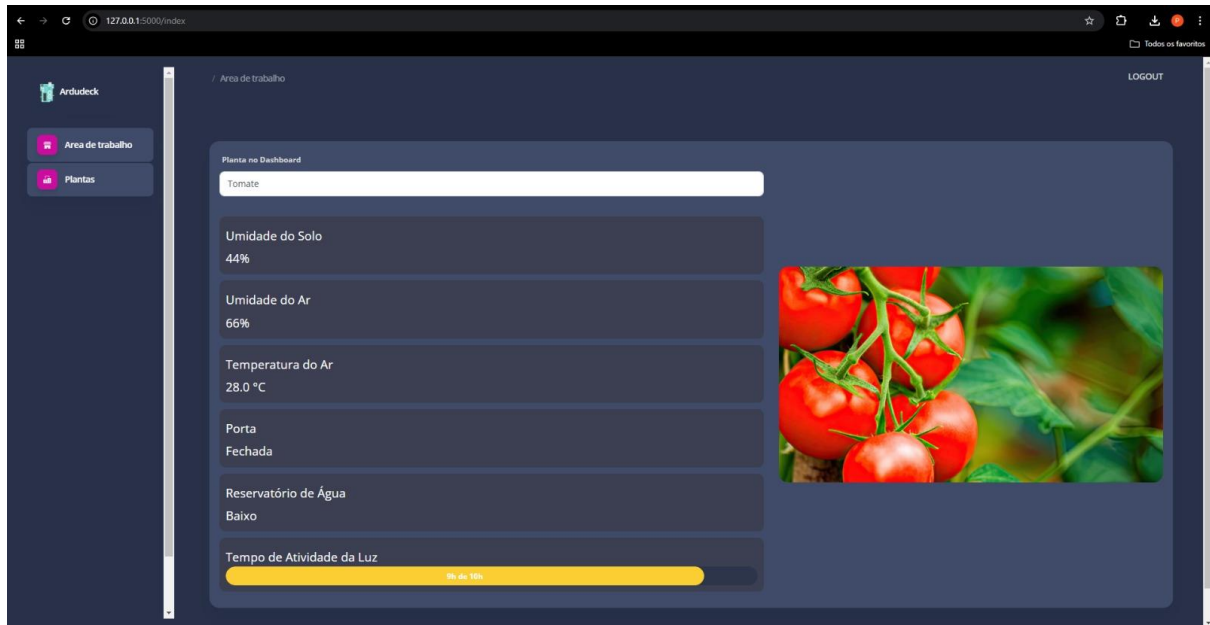 127.0.0.1:5000/index
Todos os favoritos
Ardudeck
/ Area de trabalho
LOGOUT
Area de trabalho
Plantas
Planta no Dashboard
Tomate
Umidade do Solo
44%
Umidade do Ar
66%
Temperatura do Ar
28.0 °C
Porta
Fechada
Reservatório de Água
Baixo
Tempo de Atividade da Luz
9h de 10h